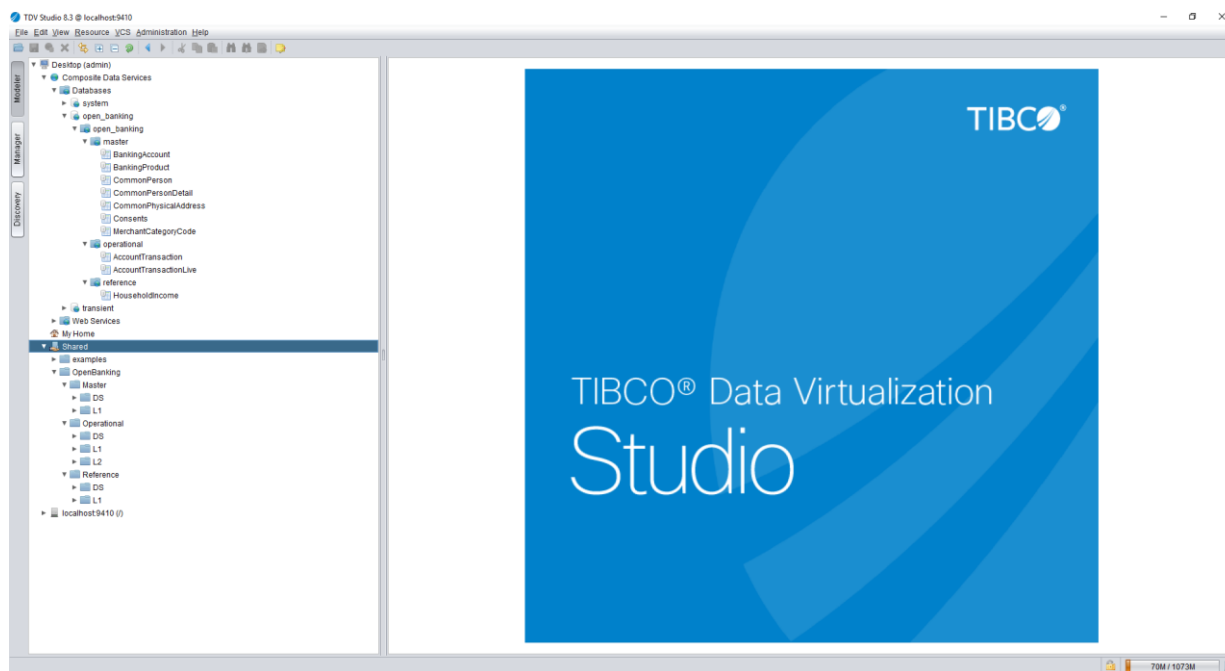 TDV Studio 8.3 @ localhost:9410
File Edit View Resource VCS Administration Help
Modeler
Manager
Discovery
Desktop (admin)
Composite Data Services
Databases
system
open_banking
open_banking
master
BankingAccount
BankingProduct
CommonPerson
CommonPersonDetail
CommonPhysicalAddress
Consents
MerchantCategoryCode
operational
AccountTransaction
AccountTransactionLive
reference
HouseholdIncome
transient
Web Services
My Home
Shared
examples
OpenBanking
Master
DS
L1
Operational
DS
L1
L2
Reference
DS
L1
localhost:9410 (/)
TIBCO®
TIBCO® Data Virtualization
Studio
70M / 1073M